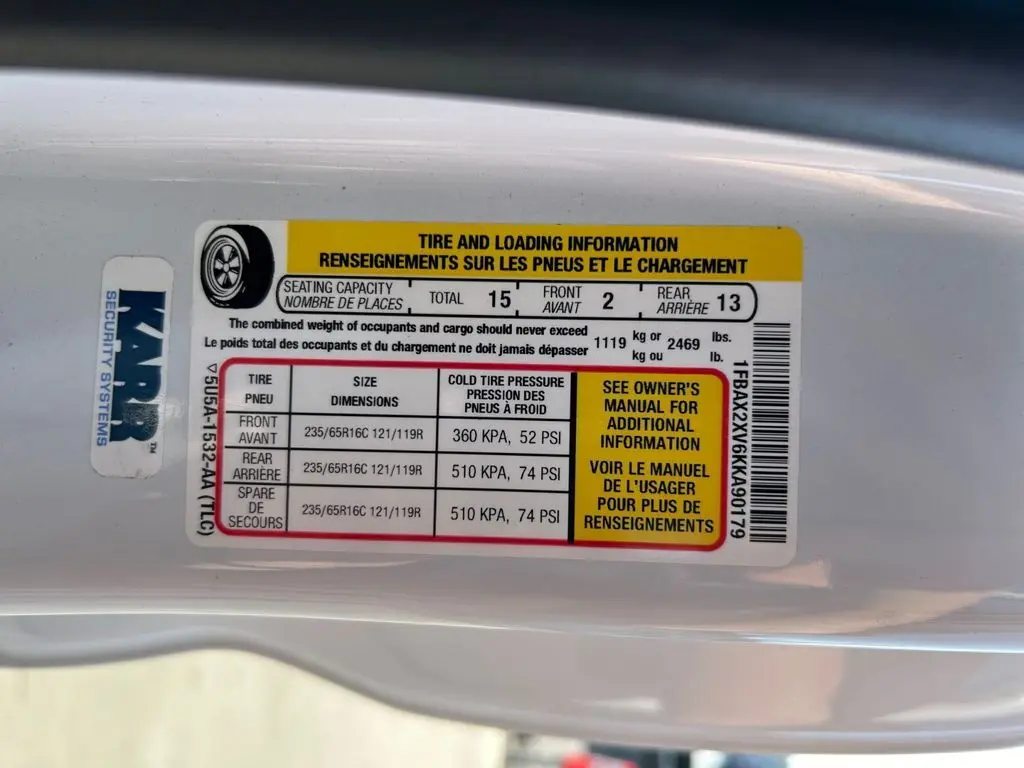 TIRE AND LOADING INFORMATION
RENSEIGNEMENTS SUR LES PNEUS ET LE CHARGEMENT
SEATING CAPACITY
NOMBRE DE PLACES
TOTAL 15
FRONT
AVANT
2
REAR
ARRIÈRE
13
The combined weight of occupants and cargo should never exceed
Le poids total des occupants et du chargement ne doit jamais dépasser
1119 kg or 2469 lbs.
kg ou lb.
TIRE
PNEU
SIZE
DIMENSIONS
COLD TIRE PRESSURE
PRESSION DES
PNEUS À FROID
FRONT
AVANT
235/65R16C 121/119R
360 KPA, 52 PSI
REAR
ARRIÈRE
235/65R16C 121/119R
510 KPA, 74 PSI
SPARE
DE
SECOURS
235/65R16C 121/119R
510 KPA, 74 PSI
SEE OWNER'S
MANUAL FOR
ADDITIONAL
INFORMATION
VOIR LE MANUEL
DE L'USAGER
POUR PLUS DE
RENSEIGNEMENTS
▽5U5A-1532-AA (TLC)
1FBAX2XV6KKA90179
KARR™
SECURITY SYSTEMS